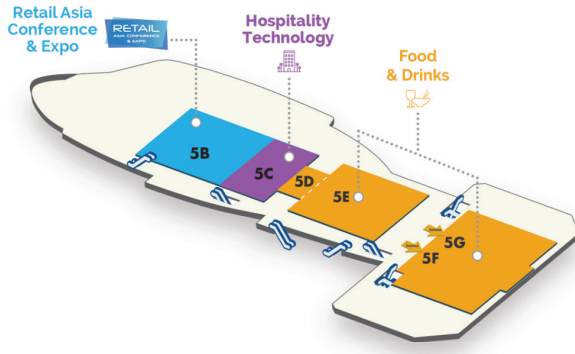 Retail Asia
Conference
& Expo
RETAIL
ASIA CONFERENCE
& EXPO
Hospitality
Technology
Food
& Drinks
5B
5C
5D
5E
5G
5F